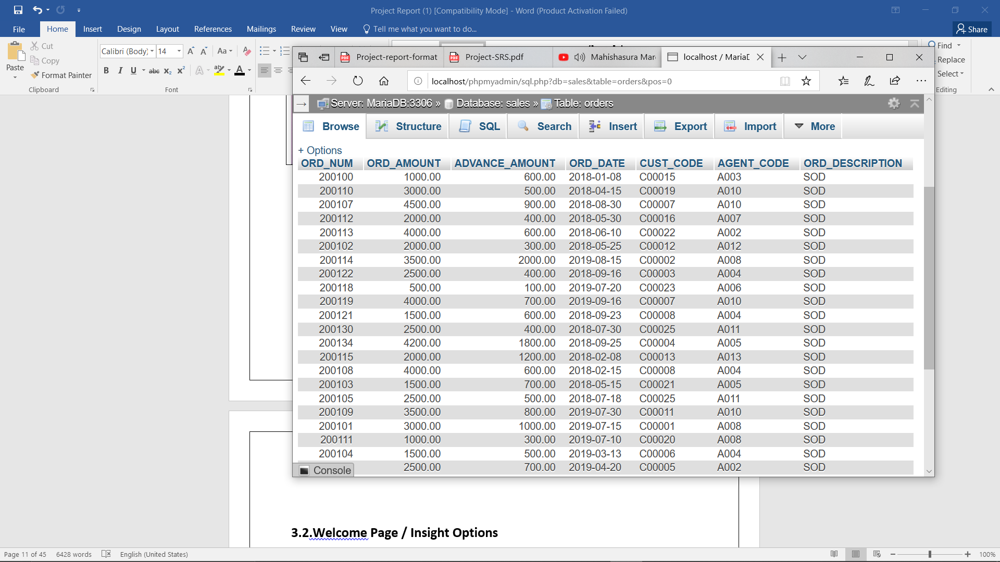 Project Report (1) [Compatibility Mode] - Word (Product Activation Failed)
File Home Insert Design Layout References Mailings Review View Tell me what you want to do... Share
Paste
Cut
Copy
Format Painter
Clipboard
Calibri (Body) 14
Font
Find
Replace
Select
Editing
Project-report-format Project-SRS.pdf Mahishasura Mar localhost / MariaD
localhost/phpmyadmin/sql.php?db=sales&table=orders&pos=0
Server: MariaDB:3306 » Database: sales » Table: orders
Browse Structure SQL Search Insert Export Import More
+ Options
ORD_NUM ORD_AMOUNT ADVANCE_AMOUNT ORD_DATE CUST_CODE AGENT_CODE ORD_DESCRIPTION
200100 1000.00 600.00 2018-01-08 C00015 A003 SOD
200110 3000.00 500.00 2018-04-15 C00019 A010 SOD
200107 4500.00 900.00 2018-08-30 C00007 A010 SOD
200112 2000.00 400.00 2018-05-30 C00016 A007 SOD
200113 4000.00 600.00 2018-06-10 C00022 A002 SOD
200102 2000.00 300.00 2018-05-25 C00012 A012 SOD
200114 3500.00 2000.00 2019-08-15 C00002 A008 SOD
200122 2500.00 400.00 2018-09-16 C00003 A004 SOD
200118 500.00 100.00 2019-07-20 C00023 A006 SOD
200119 4000.00 700.00 2019-09-16 C00007 A010 SOD
200121 1500.00 600.00 2018-09-23 C00008 A004 SOD
200130 2500.00 400.00 2018-07-30 C00025 A011 SOD
200134 4200.00 1800.00 2018-09-25 C00004 A005 SOD
200115 2000.00 1200.00 2018-02-08 C00013 A013 SOD
200108 4000.00 600.00 2018-02-15 C00008 A004 SOD
200103 1500.00 700.00 2018-05-15 C00021 A005 SOD
200105 2500.00 500.00 2018-07-18 C00025 A011 SOD
200109 3500.00 800.00 2019-07-30 C00011 A010 SOD
200101 3000.00 1000.00 2019-07-15 C00001 A008 SOD
200111 1000.00 300.00 2019-07-10 C00020 A008 SOD
200104 1500.00 500.00 2019-03-13 C00006 A004 SOD
2500.00 700.00 2019-04-20 C00005 A002 SOD
Console
3.2.Welcome Page / Insight Options
Page 11 of 45 6428 words English (United States) 100%